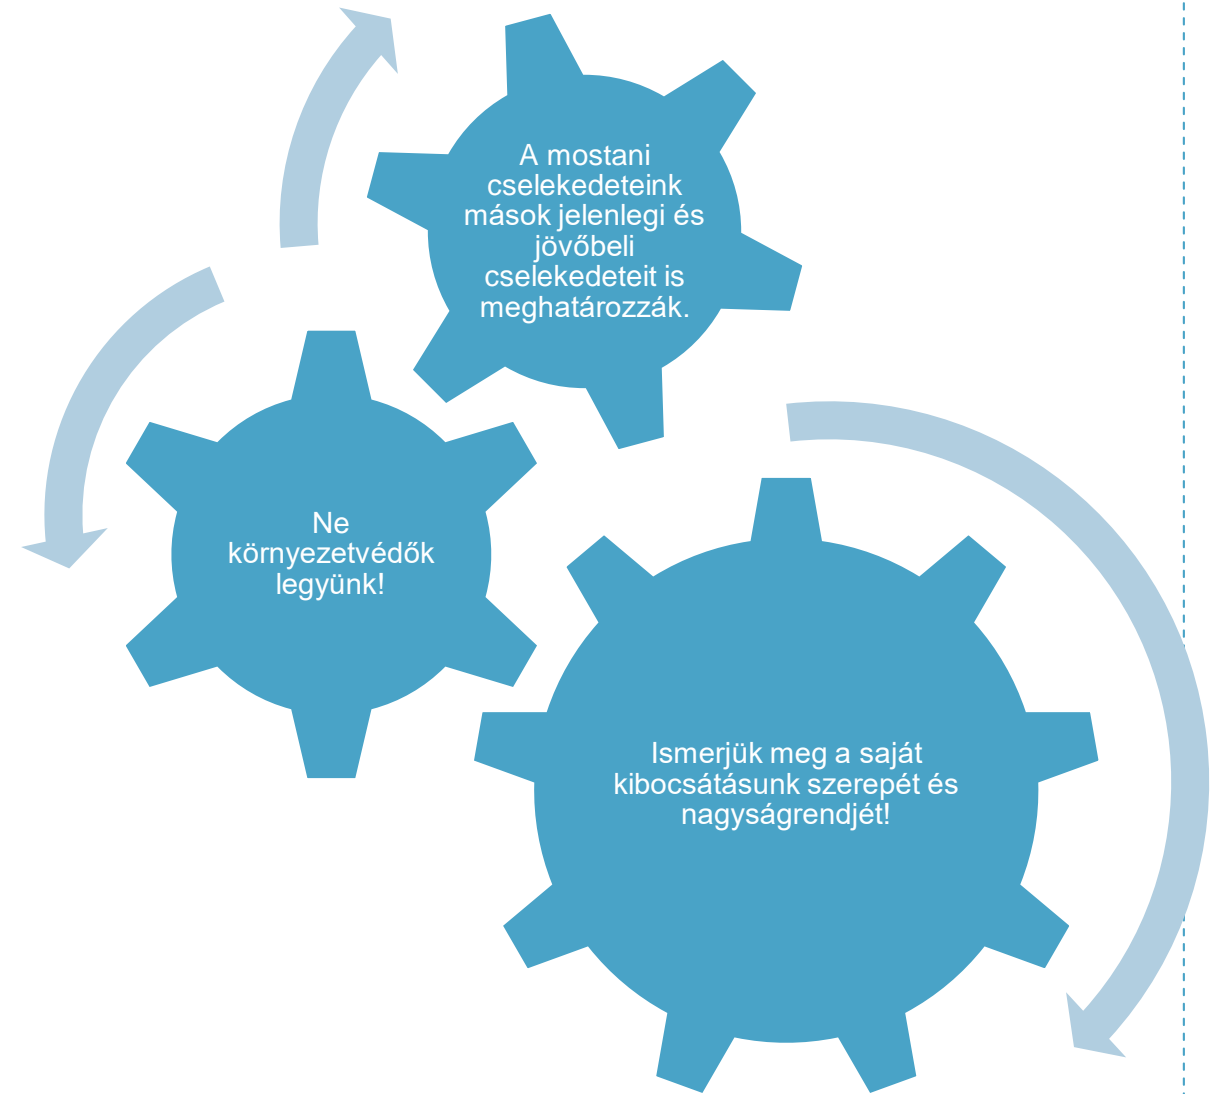 A mostani
cselekedeteink
mások jelenlegi és
jövőbeli
cselekedeteit is
meghatározzák.
Ne
környezetvédők
legyünk!
Ismerjük meg a saját
kibocsátásunk szerepét és
nagyságrendjét!